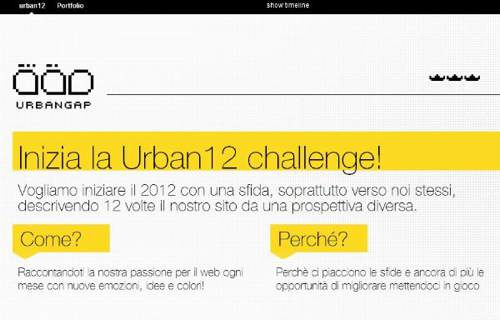 urban12 Portfolio show timeline
URBANGAP
Inizia la Urban12 challenge!
Vogliamo iniziare il 2012 con una sfida, soprattutto verso noi stessi,
descrivendo 12 volte il nostro sito da una prospettiva diversa.
Come?
Raccontandoti la nostra passione per il web ogni
mese con nuove emozioni, idee e colori!
Perché?
Perchè ci piacciono le sfide e ancora di più le
opportunità di migliorare mettendoci in gioco